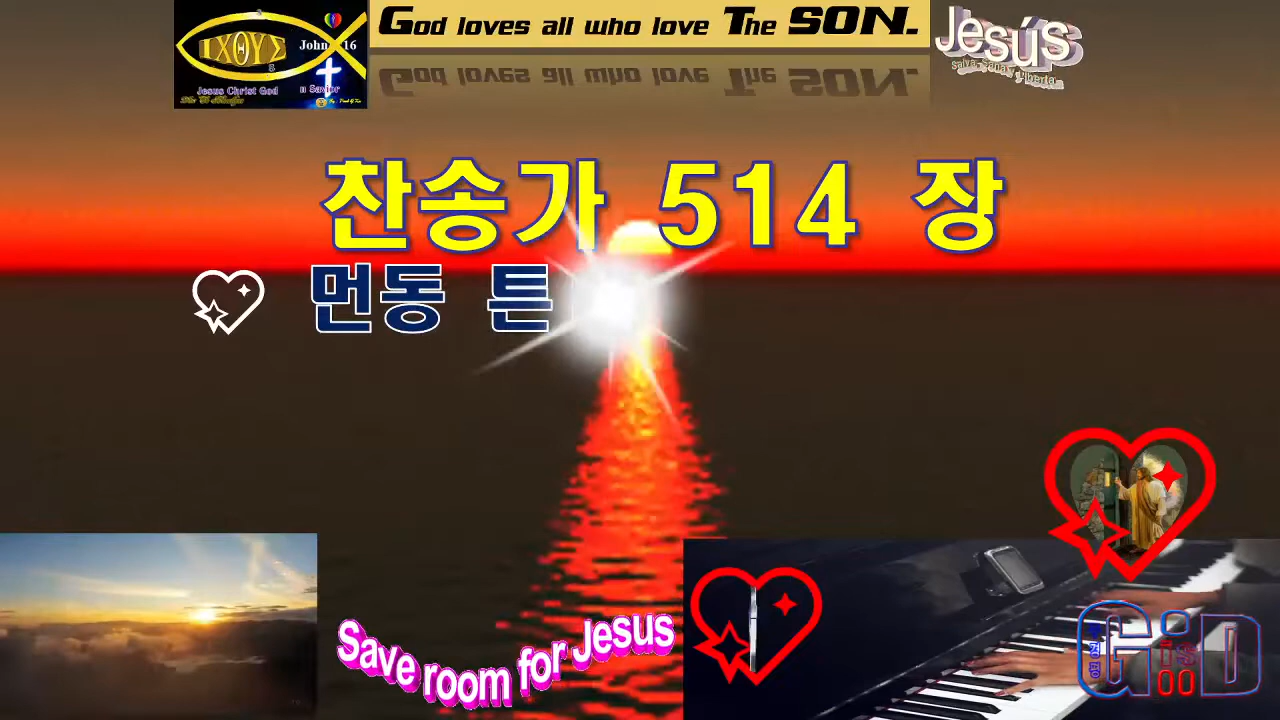 ΙΧΘΥΣ
John 16
Jesus Christ God
n Savior
God loves all who love The SON.
Jesús
찬송가 514 장
먼동 튼
Save room for Jesus
GOD